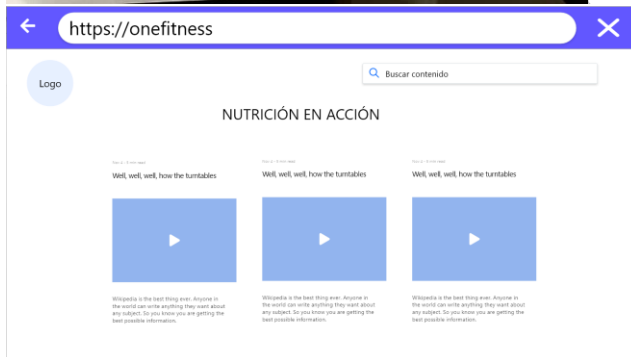 https://onefitness
Logo
Buscar contenido
NUTRICIÓN EN ACCIÓN
Well, well, well, how the turntables
Well, well, well, how the turntables
Well, well, well, how the turntables
Wikipedia is the best thing ever. Anyone in
the world can write anything they want about
any subject. So you know you are getting the
best possible information.
Wikipedia is the best thing ever. Anyone in
the world can write anything they want about
any subject. So you know you are getting the
best possible information.
Wikipedia is the best thing ever. Anyone in
the world can write anything they want about
any subject. So you know you are getting the
best possible information.